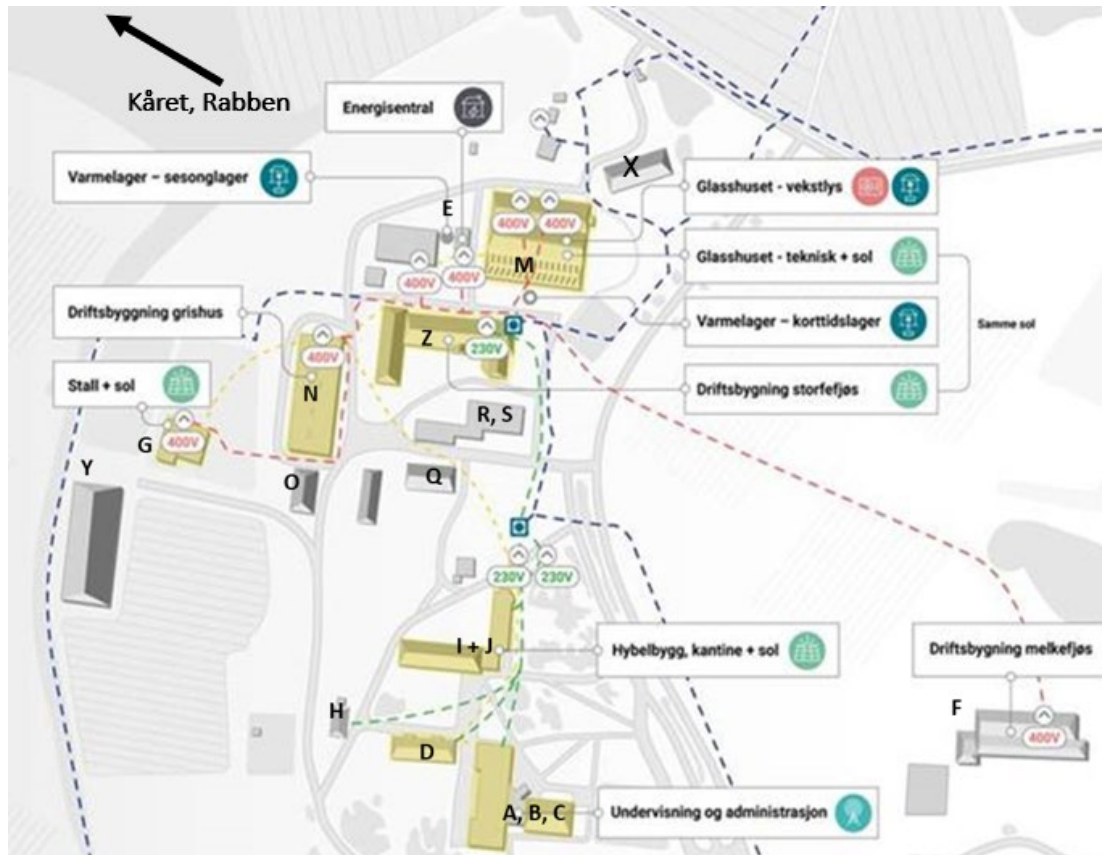 Kåret, Rabben
Energisentral
Varmelager – sesonglager
E
X
Glasshuset - vekstlys
400V
400V
Glasshuset - teknisk + sol
M
400V
400V
Driftsbyggning grishus
Varmelager – korttidslager
Samme sol
Z
230V
400V
Driftsbygning storfefjøs
Stall + sol
N
R, S
G
400V
Y
O
Q
230V
230V
I + J
Hybelbygg, kantine + sol
Driftsbygning melkefjøs
H
F
400V
D
A, B, C
Undervisning og administrasjon